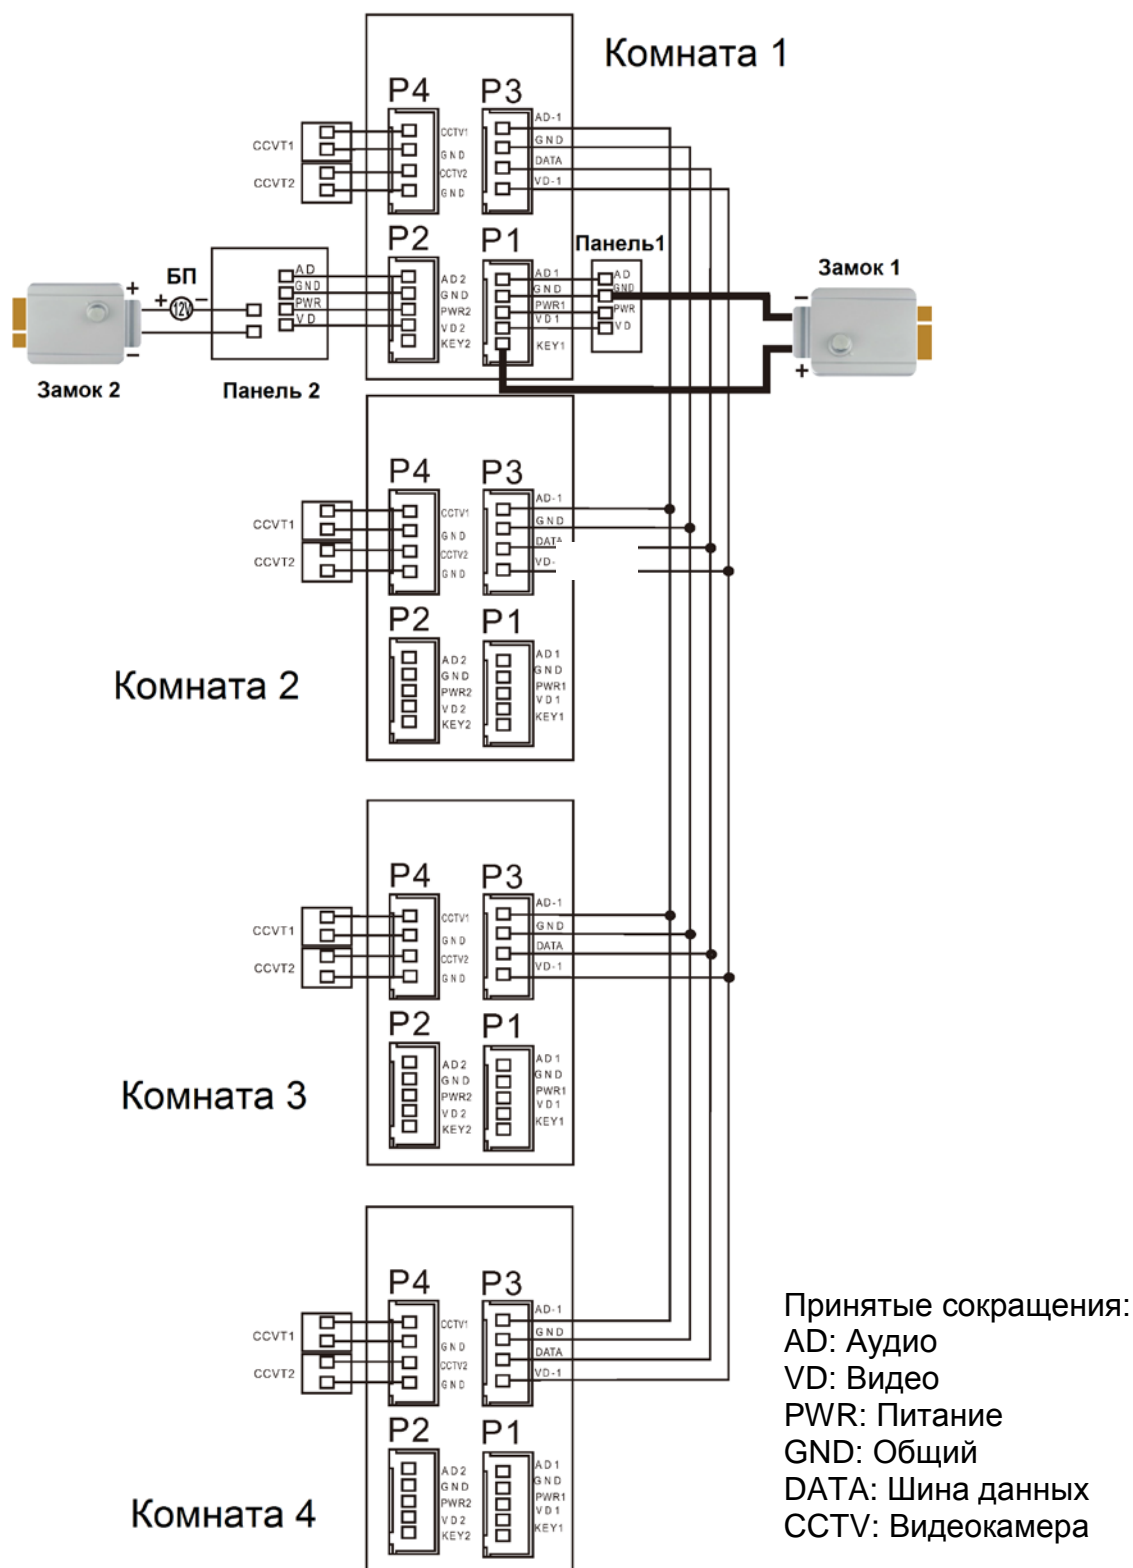 Комната 1
P4 P3
CCVT1
CCVT2
CCTV1
GND
CCTV2
GND
AD-1
GND
DATA
VD-1
P2 P1
Панель1
Замок 1
БП
+ 12V −
+
−
Замок 2
Панель 2
AD
GND
PWR
VD
AD2
GND
PWR2
VD2
KEY2
AD1
GND
PWR1
VD1
KEY1
AD
GND
PWR
VD
−
+
P4 P3
CCVT1
CCVT2
CCTV1
GND
CCTV2
GND
AD-1
GND
DATA
VD-
P2 P1
Комната 2
AD2
GND
PWR2
VD2
KEY2
AD1
GND
PWR1
VD1
KEY1
P4 P3
CCVT1
CCVT2
CCTV1
GND
CCTV2
GND
AD-1
GND
DATA
VD-1
P2 P1
Комната 3
AD2
GND
PWR2
VD2
KEY2
AD1
GND
PWR1
VD1
KEY1
P4 P3
CCVT1
CCVT2
CCTV1
GND
CCTV2
GND
AD-1
GND
DATA
VD-1
P2 P1
Комната 4
AD2
GND
PWR2
VD2
KEY2
AD1
GND
PWR1
VD1
KEY1
Принятые сокращения:
AD: Аудио
VD: Видео
PWR: Питание
GND: Общий
DATA: Шина данных
CCTV: Видеокамера